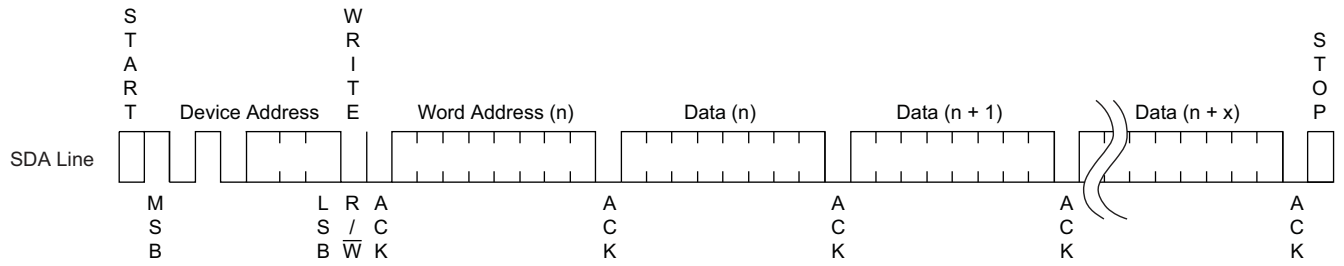 START
WRITE
STOP
Device Address
Word Address (n)
Data (n)
Data (n + 1)
Data (n + x)
SDA Line
MSB
LSB
R/W̅
ACK
ACK
ACK
ACK
ACK